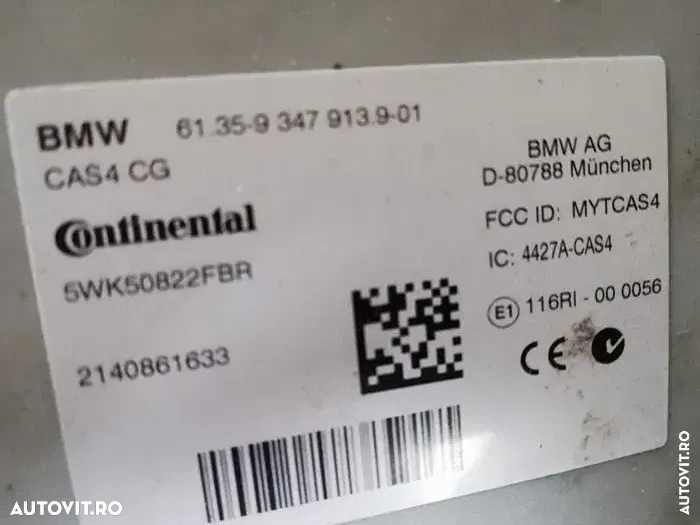 BMW 61.35-9 347 913.9-01
CAS4 CG
Continental
5WK50822FBR
2140861633
BMW AG
D-80788 München
FCC ID: MYTCAS4
IC: 4427A-CAS4
E1 116RI - 00 0056
CE
AUTOVIT.RO
AUTOVIT.RO